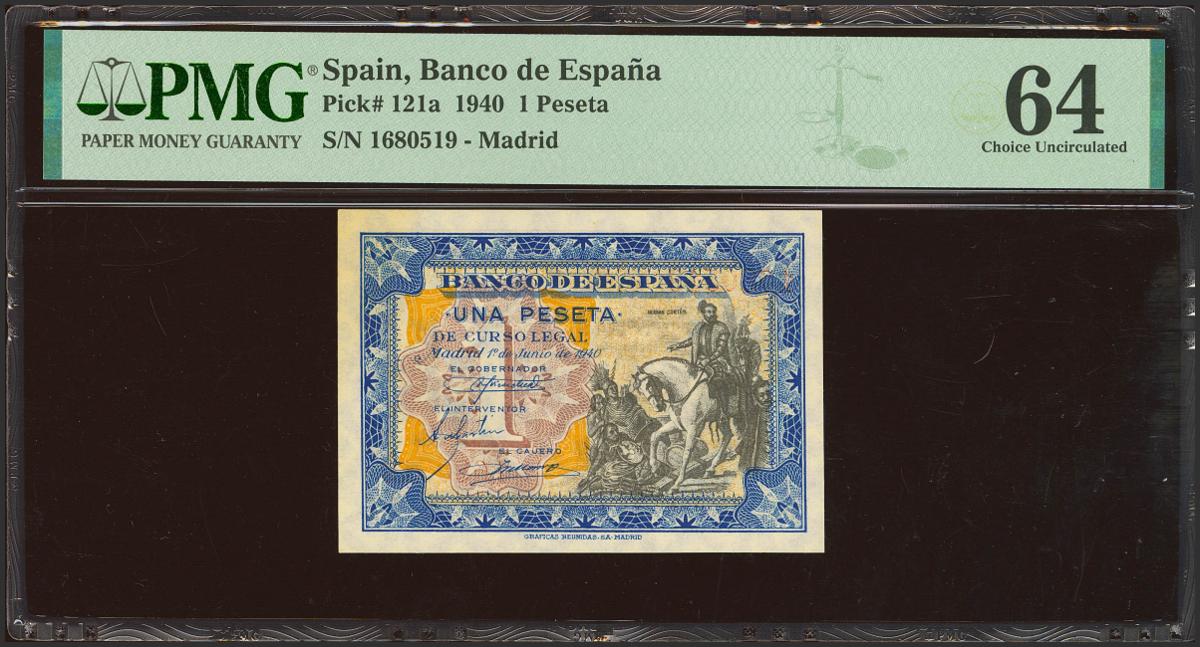 PMG®
PAPER MONEY GUARANTY
Spain, Banco de España
Pick# 121a 1940 1 Peseta
S/N 1680519 - Madrid
64
Choice Uncirculated
BANCO DE ESPAÑA
·UNA PESETA·
HERNAN CORTÉS
DE CURSO LEGAL
Madrid 1º de Junio de 1940
EL GOBERNADOR
EL INTERVENTOR
EL CAJERO
1
GRAFICAS REUNIDAS, SA-MADRID